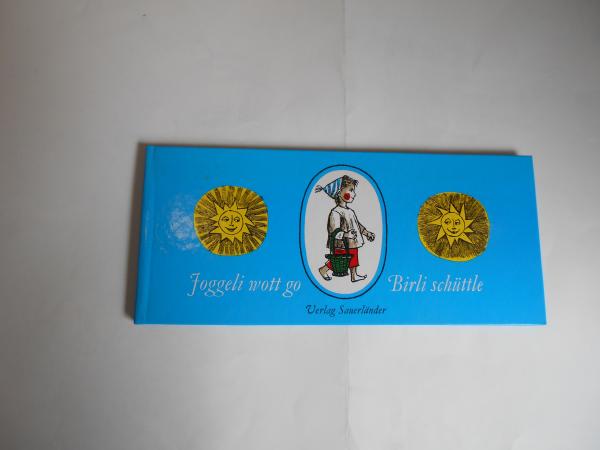 Joggeli wott go Birli schüttle
Verlag Sauerländer